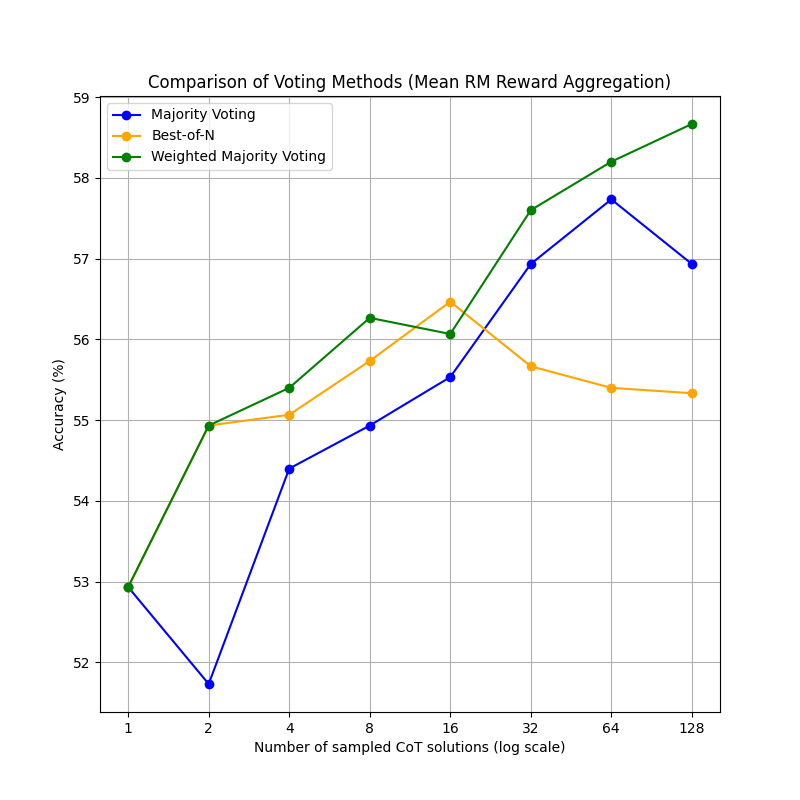 Comparison of Voting Methods (Mean RM Reward Aggregation)
Majority Voting
Best-of-N
Weighted Majority Voting
Accuracy (%)
59
58
57
56
55
54
53
52
1 2 4 8 16 32 64 128
Number of sampled CoT solutions (log scale)